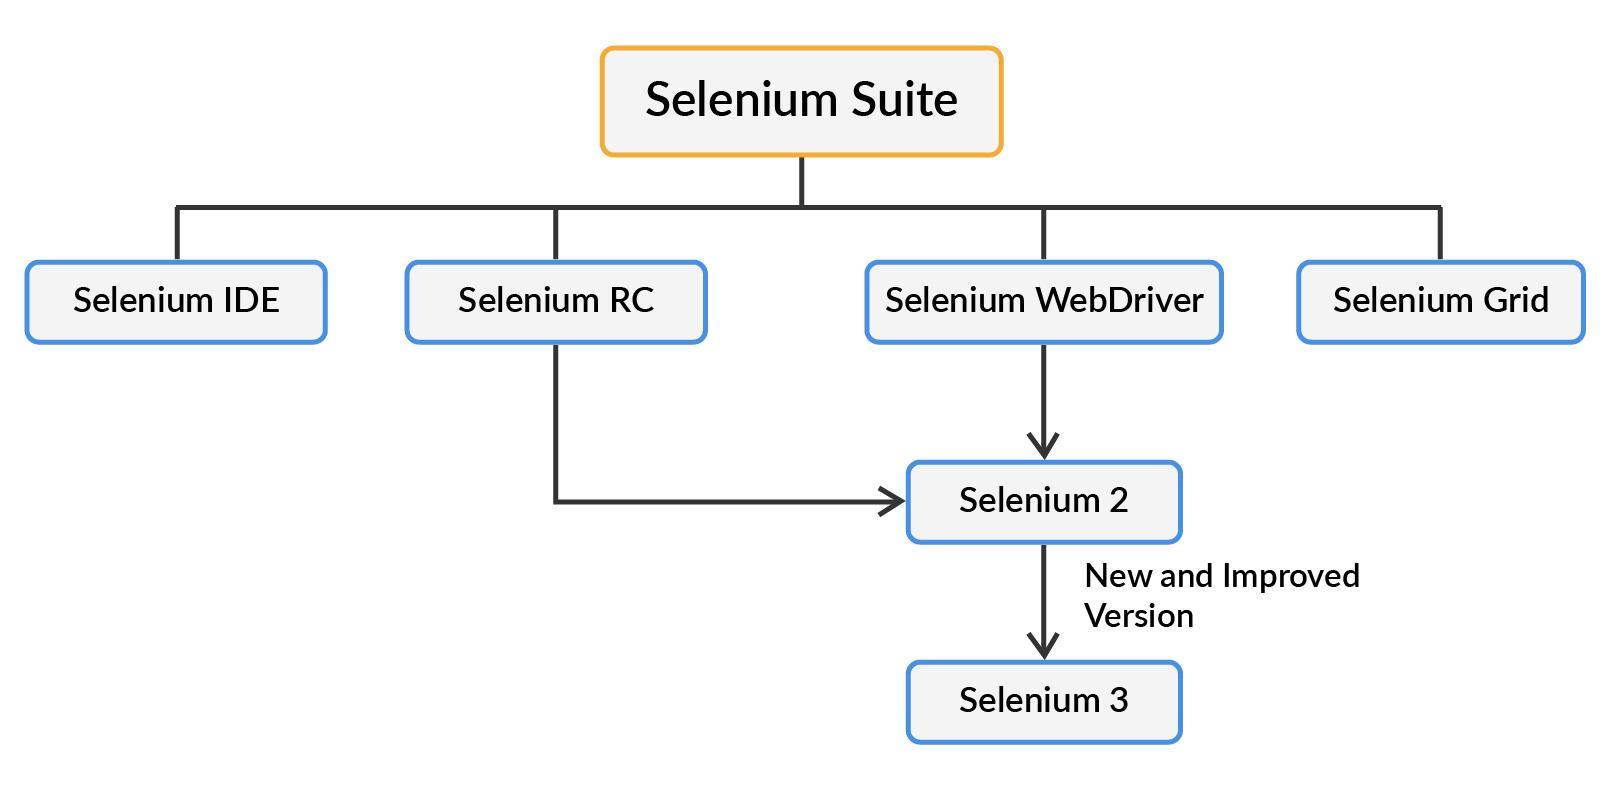 Selenium Suite
Selenium IDE
Selenium RC
Selenium WebDriver
Selenium Grid
Selenium 2
New and Improved
Version
Selenium 3